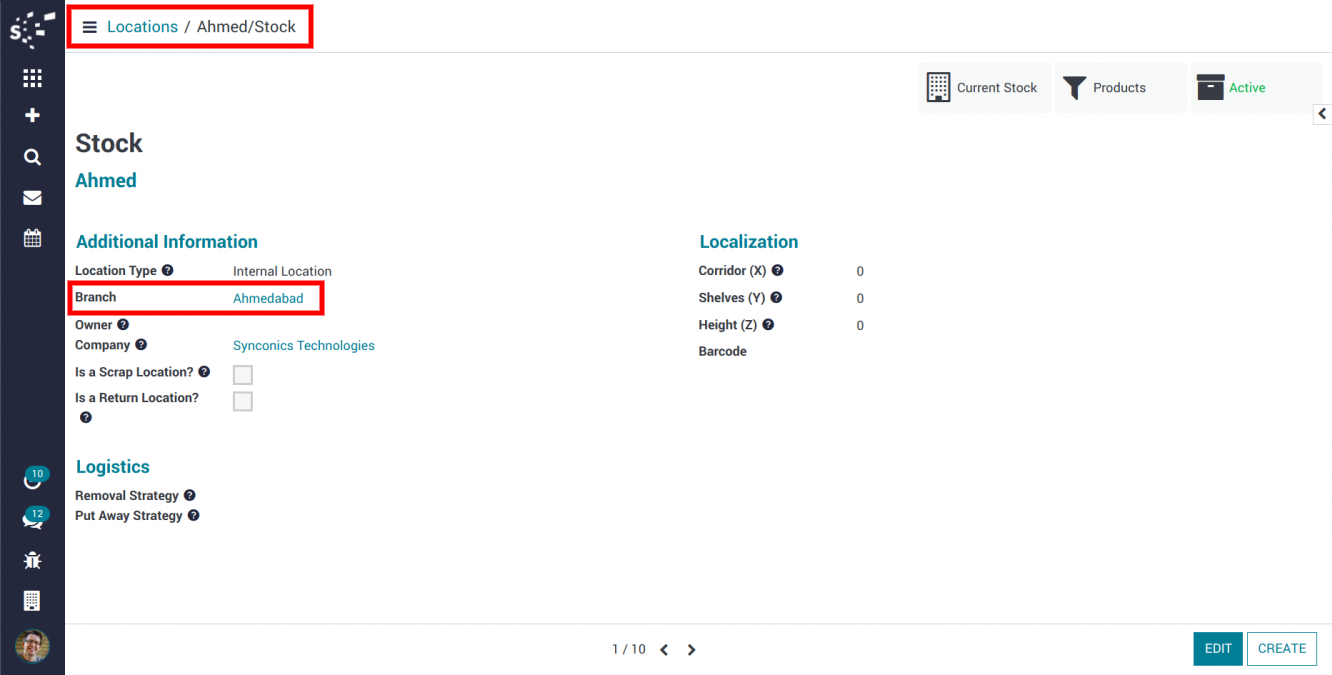 Locations / Ahmed/Stock
Current Stock
Products
Active
Stock
Ahmed
Additional Information
Location Type ?
Internal Location
Branch
Ahmedabad
Owner ?
Company ?
Synconics Technologies
Is a Scrap Location? ?
Is a Return Location?
?
Localization
Corridor (X) ?
0
Shelves (Y) ?
0
Height (Z) ?
0
Barcode
Logistics
Removal Strategy ?
Put Away Strategy ?
10
12
1 / 10
EDIT
CREATE